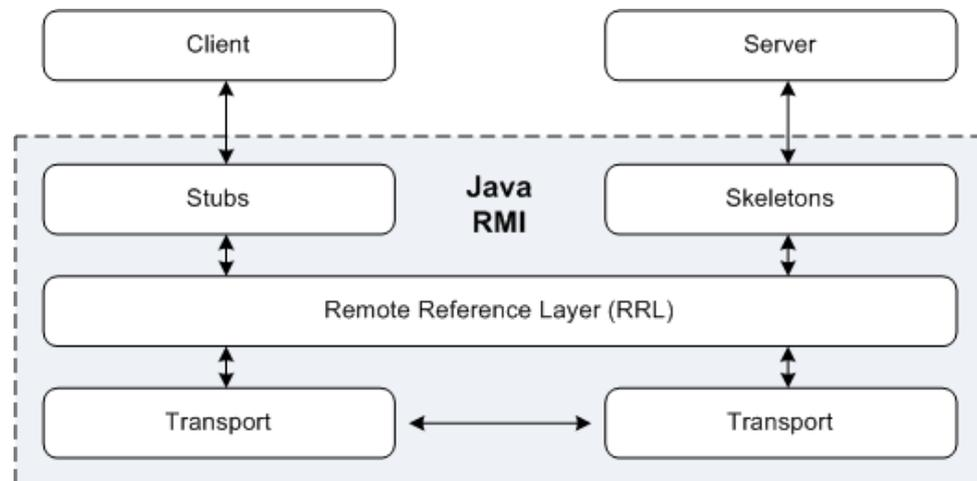 Client
Server
Stubs
Java
RMI
Skeletons
Remote Reference Layer (RRL)
Transport
Transport